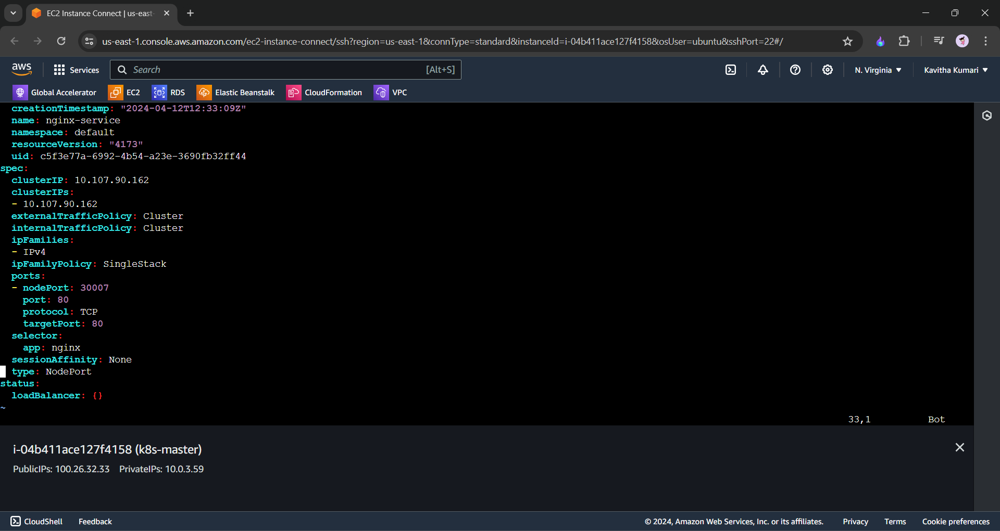 EC2 Instance Connect | us-east-
us-east-1.console.aws.amazon.com/ec2-instance-connect/ssh?region=us-east-1&connType=standard&instanceId=i-04b411ace127f4158&osUser=ubuntu&sshPort=22#/
aws Services Search [Alt+S] N. Virginia Kavitha Kumari
Global Accelerator EC2 RDS Elastic Beanstalk CloudFormation VPC
creationTimestamp: "2024-04-12T12:33:09Z"
name: nginx-service
namespace: default
resourceVersion: "4173"
uid: c5f3e77a-6992-4b54-a23e-3690fb32ff44
spec:
clusterIP: 10.107.90.162
clusterIPs:
- 10.107.90.162
externalTrafficPolicy: Cluster
internalTrafficPolicy: Cluster
ipFamilies:
- IPv4
ipFamilyPolicy: SingleStack
ports:
- nodePort: 30007
port: 80
protocol: TCP
targetPort: 80
selector:
app: nginx
sessionAffinity: None
type: NodePort
status:
loadBalancer: {}
~
33,1 Bot
i-04b411ace127f4158 (k8s-master)
PublicIPs: 100.26.32.33 PrivateIPs: 10.0.3.59
CloudShell Feedback © 2024, Amazon Web Services, Inc. or its affiliates. Privacy Terms Cookie preferences